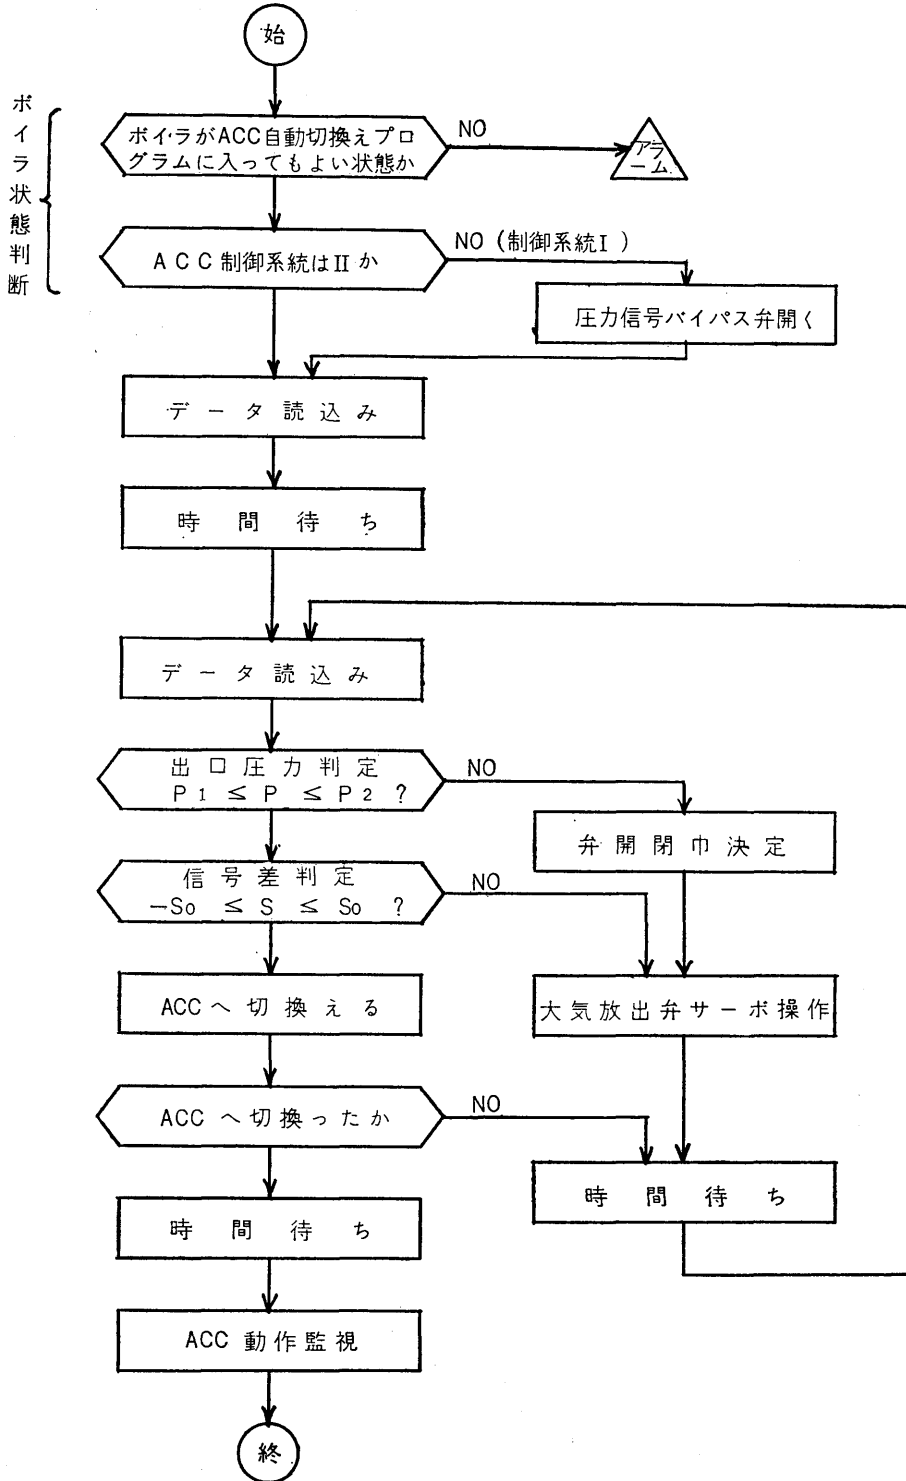 始
ボイラ状態判断
ボイラがACC自動切換えプ
ログラムに入ってもよい状態か
NO
アラ
ーム
ACC制御系統はIIか
NO (制御系統I)
圧力信号バイパス弁開く
データ読込み
時間待ち
データ読込み
出口圧力判定
P1 ≤ P ≤ P2 ?
NO
弁開閉巾決定
信号差判定
-So ≤ S ≤ So ?
NO
ACCへ切換える
大気放出弁サーボ操作
ACCへ切換ったか
NO
時間待ち
時間待ち
ACC動作監視
終